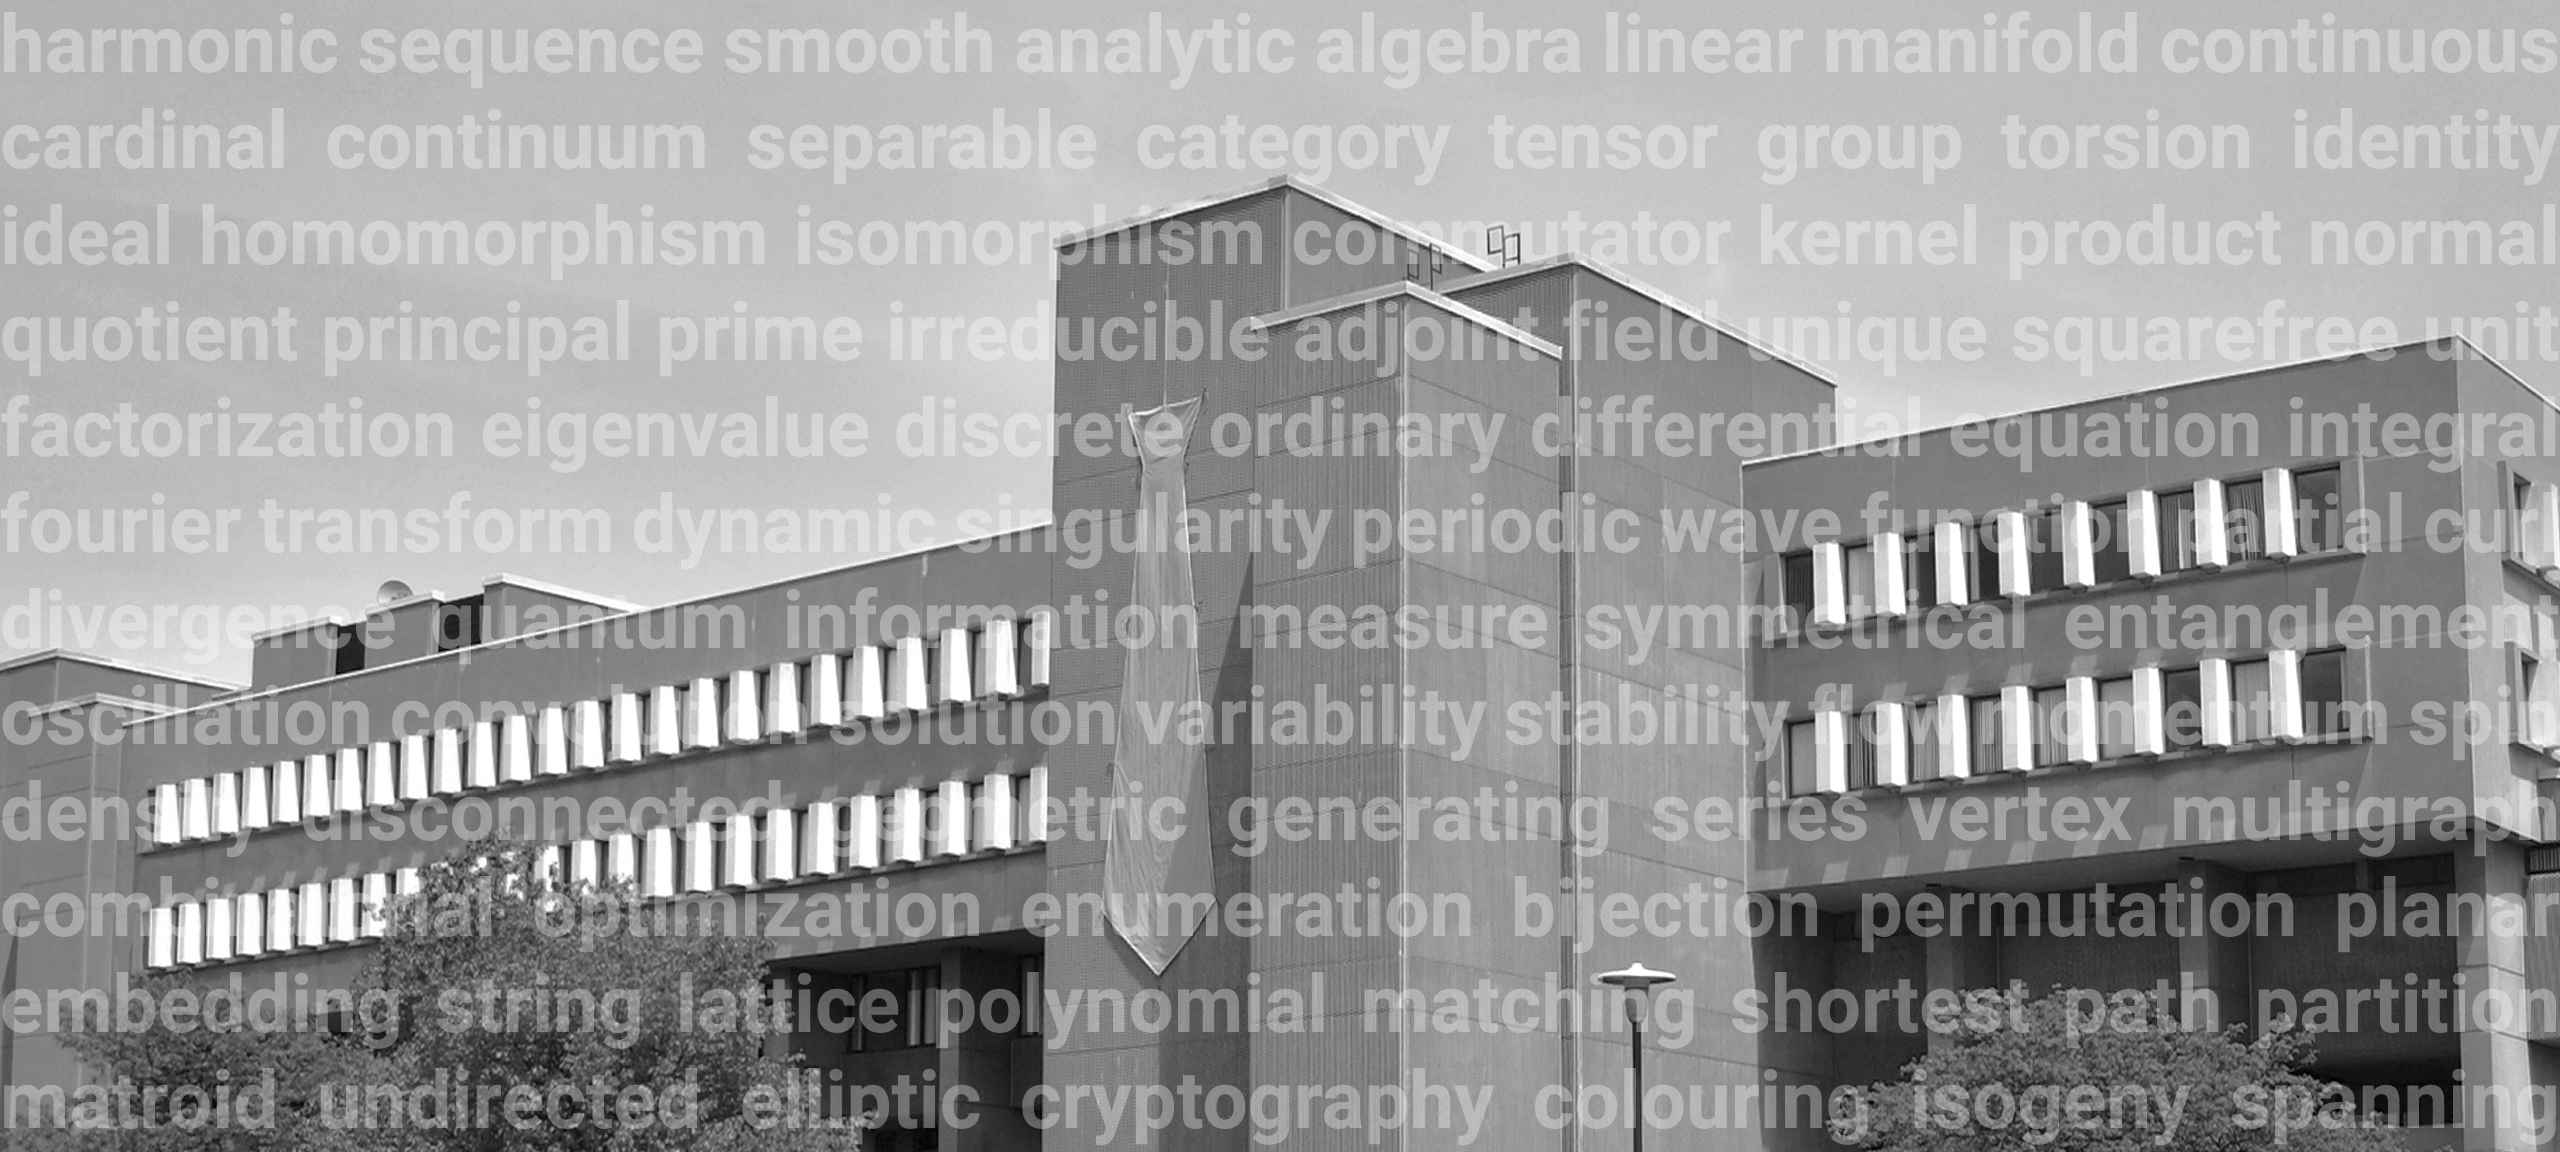 harmonic sequence smooth analytic algebra linear manifold continuous
cardinal continuum separable category tensor group torsion identity
ideal homomorphism isomorphism commutator kernel product normal
quotient principal prime irreducible adjoint field unique squarefree unit
factorization eigenvalue discrete ordinary differential equation integral
fourier transform dynamic singularity periodic wave function partial curl
divergence quantum information measure symmetrical entanglement
oscillation convolution solution variability stability flow momentum spin
density disconnected geometric generating series vertex multigraph
combinatorial optimization enumeration bijection permutation planar
embedding string lattice polynomial matching shortest path partition
matroid undirected elliptic cryptography colouring isogeny spanning